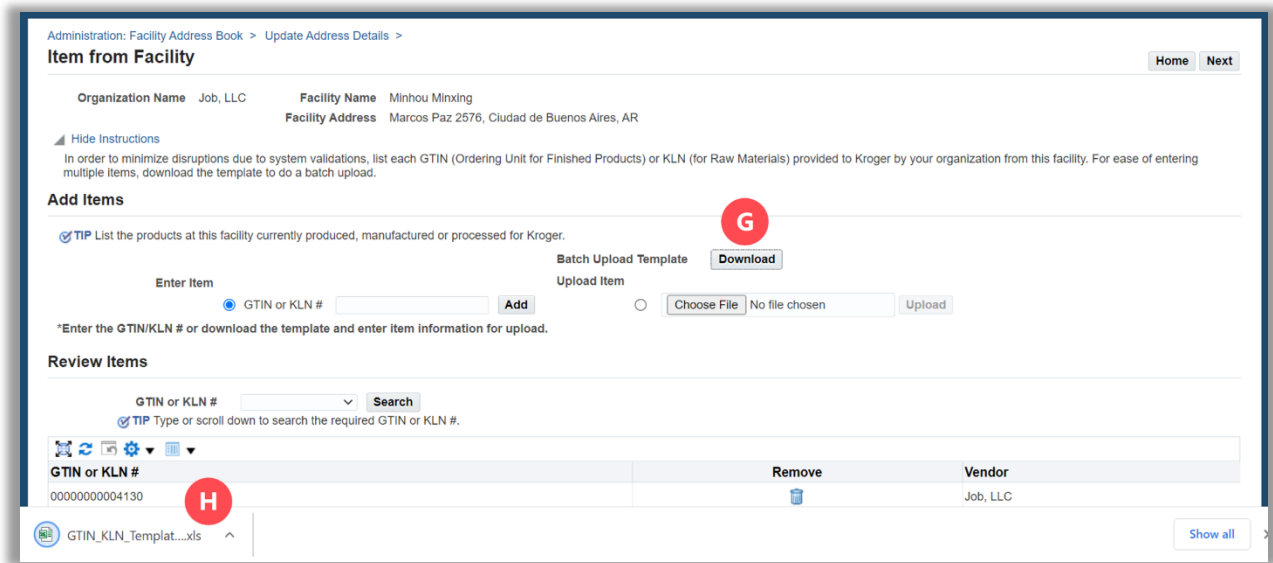 Administration: Facility Address Book > Update Address Details >
Item from Facility
Home Next
Organization Name Job, LLC Facility Name Minhou Minxing
Facility Address Marcos Paz 2576, Ciudad de Buenos Aires, AR
Hide Instructions
In order to minimize disruptions due to system validations, list each GTIN (Ordering Unit for Finished Products) or KLN (for Raw Materials) provided to Kroger by your organization from this facility. For ease of entering
multiple items, download the template to do a batch upload.
Add Items
G
TIP List the products at this facility currently produced, manufactured or processed for Kroger.
Batch Upload Template Download
Enter Item Upload Item
GTIN or KLN # Add Choose File No file chosen Upload
*Enter the GTIN/KLN # or download the template and enter item information for upload.
Review Items
GTIN or KLN # Search
TIP Type or scroll down to search the required GTIN or KLN #.
GTIN or KLN # Remove Vendor
00000000004130 Job, LLC
H
GTIN_KLN_Templat....xls Show all